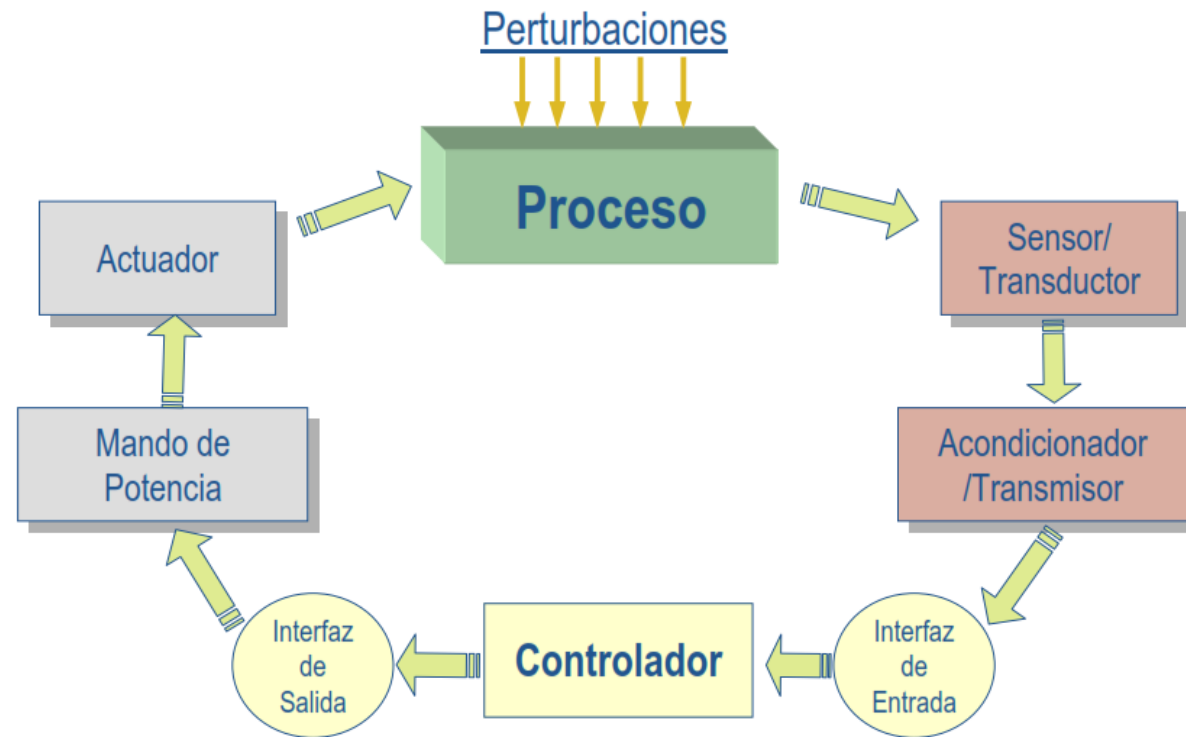 Perturbaciones
Proceso
Actuador
Sensor/
Transductor
Mando de
Potencia
Acondicionador
/Transmisor
Interfaz
de
Salida
Controlador
Interfaz
de
Entrada